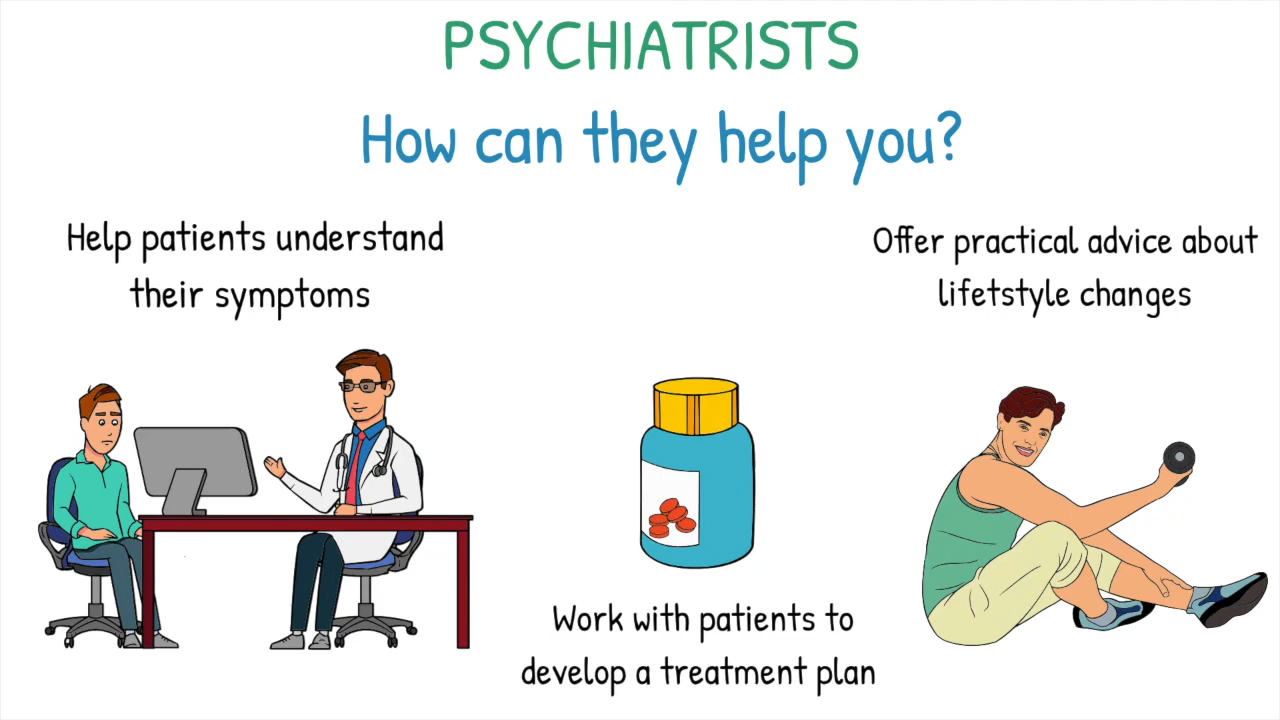 PSYCHIATRISTS
How can they help you?
Help patients understand
their symptoms
Offer practical advice about
lifetstyle changes
Work with patients to
develop a treatment plan